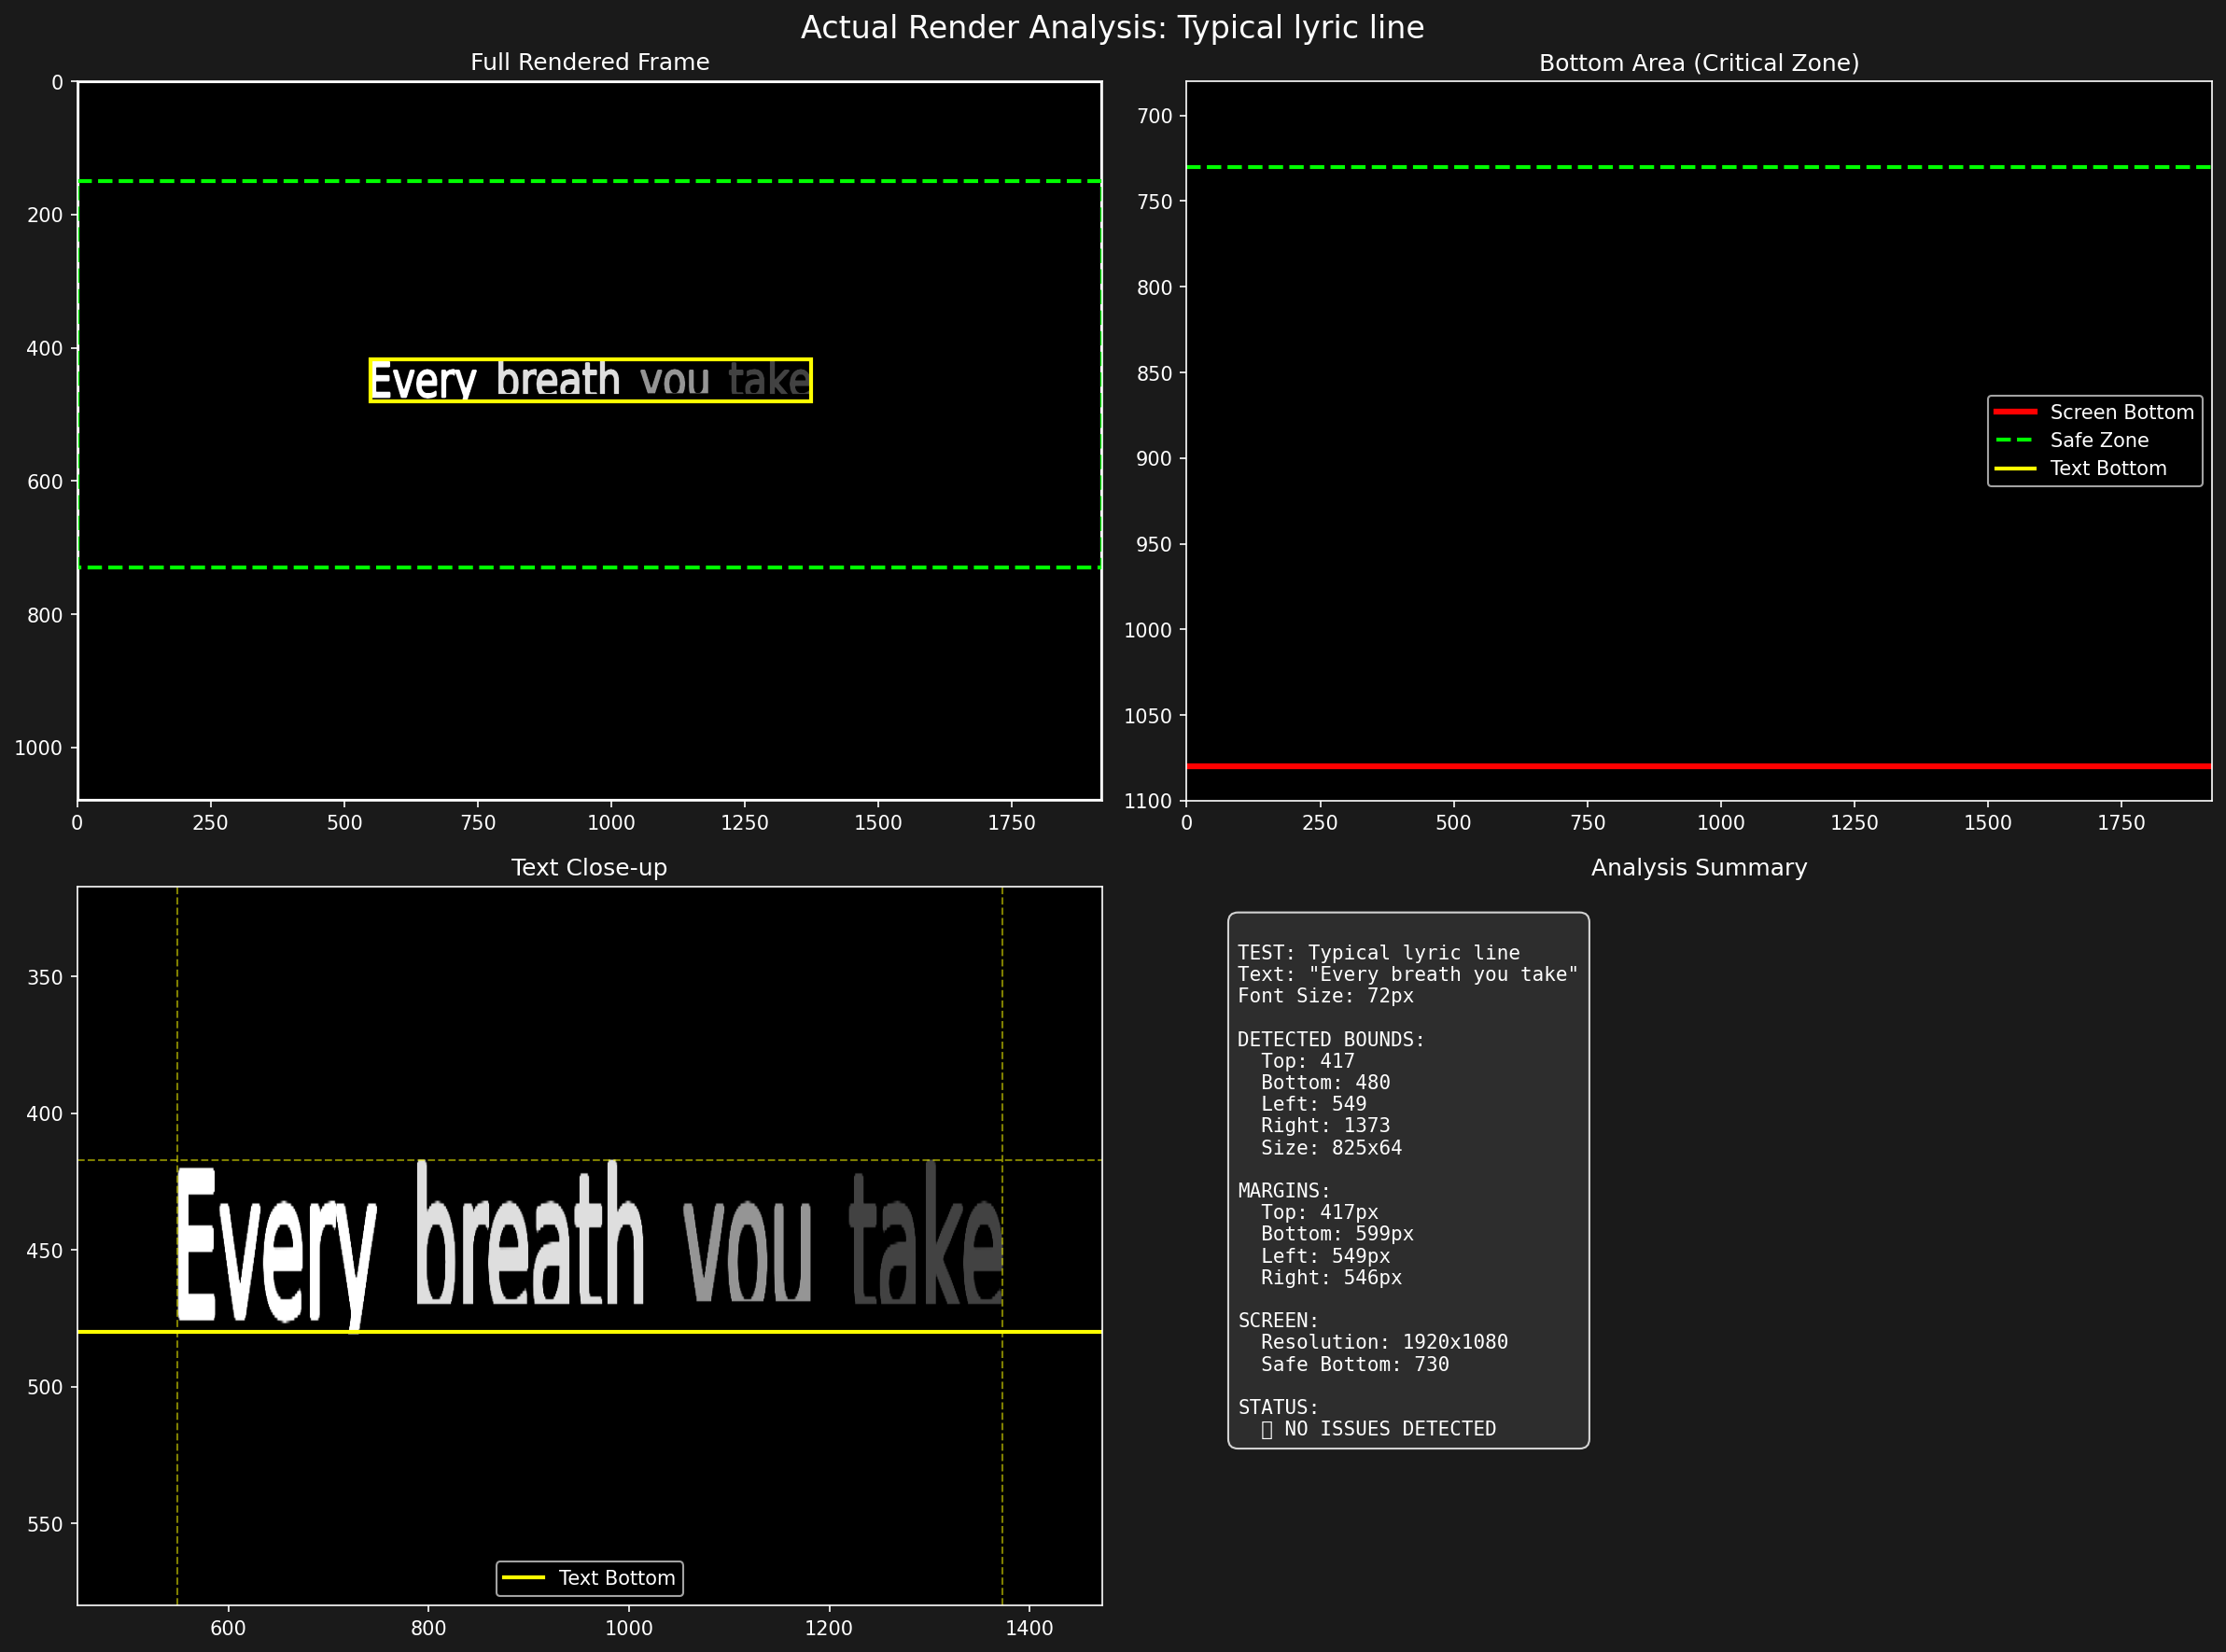 Actual Render Analysis: Typical lyric line
Full Rendered Frame
0
200
400
600
800
1000
Every breath you take
0 250 500 750 1000 1250 1500 1750
Bottom Area (Critical Zone)
700
750
800
850
900
950
1000
1050
1100
Screen Bottom
Safe Zone
Text Bottom
0 250 500 750 1000 1250 1500 1750
Text Close-up
350
400
450
500
550
Every breath you take
Text Bottom
600 800 1000 1200 1400
Analysis Summary
TEST: Typical lyric line
Text: "Every breath you take"
Font Size: 72px
DETECTED BOUNDS:
Top: 417
Bottom: 480
Left: 549
Right: 1373
Size: 825x64
MARGINS:
Top: 417px
Bottom: 599px
Left: 549px
Right: 546px
SCREEN:
Resolution: 1920x1080
Safe Bottom: 730
STATUS:
▯ NO ISSUES DETECTED